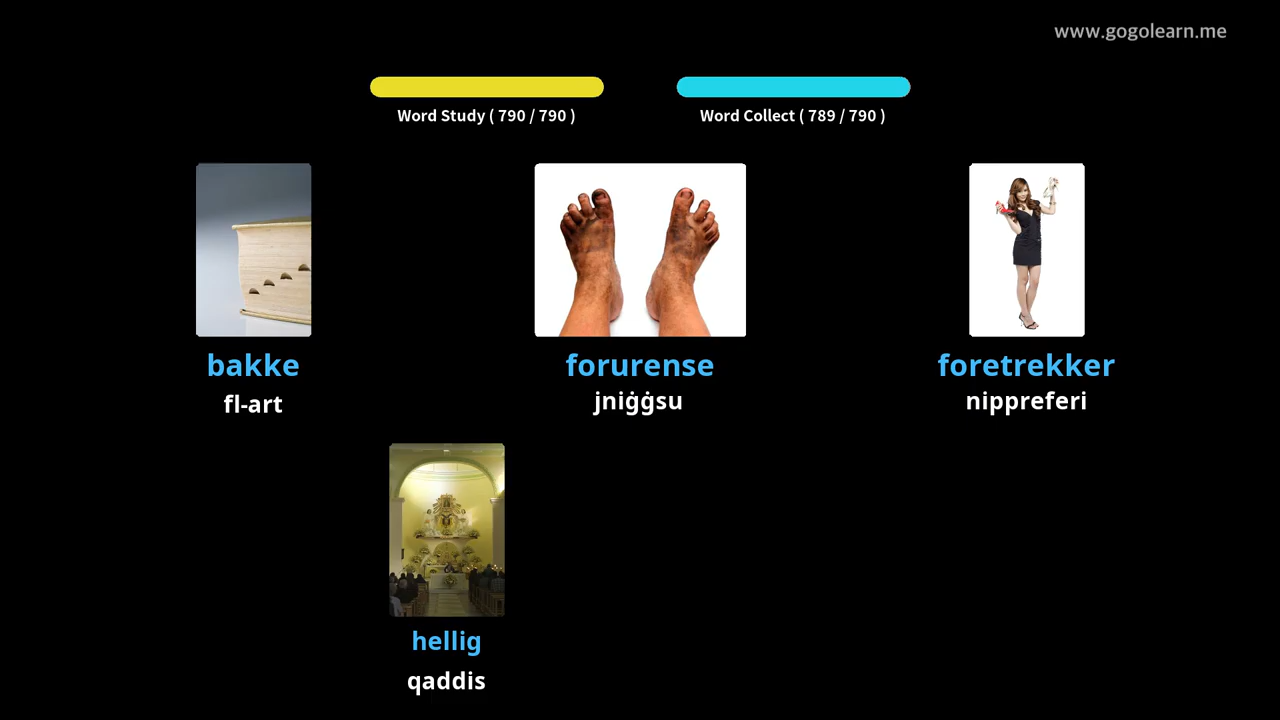 www.gogolearn.me
Word Study ( 790 / 790 )
Word Collect ( 789 / 790 )
bakke
fl-art
forurense
jniġġsu
foretrekker
nippreferi
hellig
qaddis